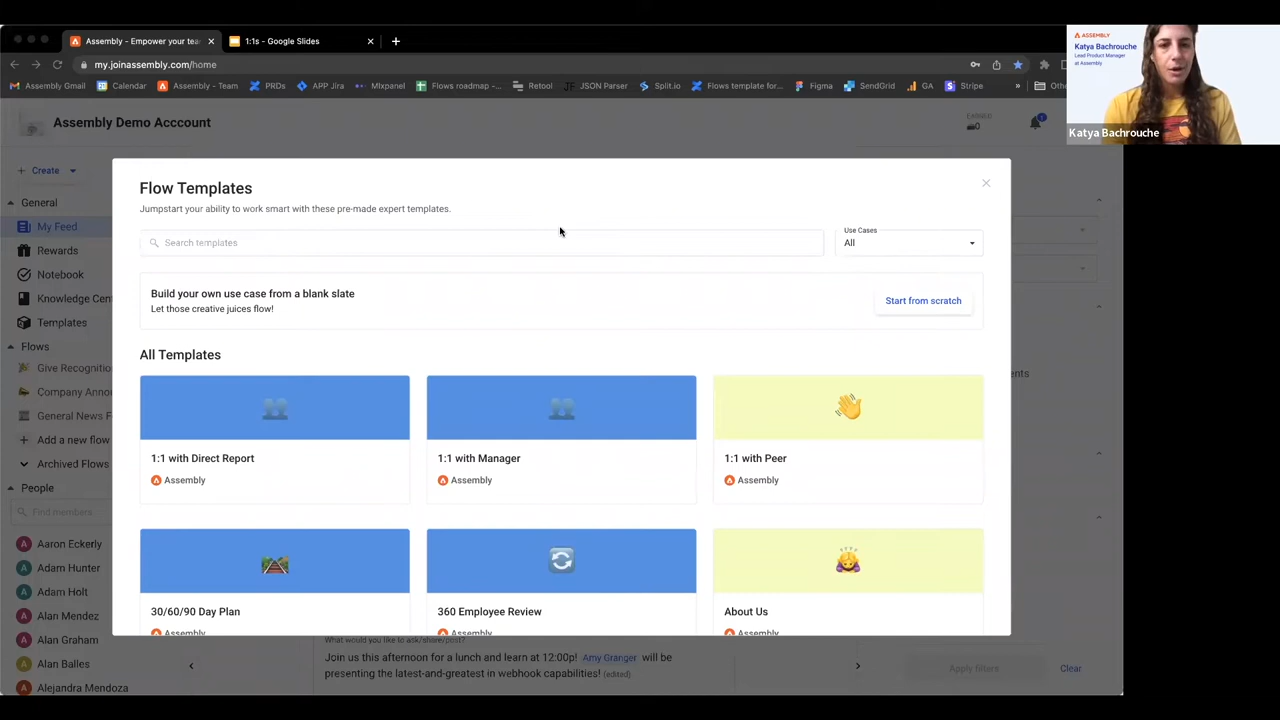 Assembly - Empower your tea
1:1s - Google Slides
my.joinassembly.com/home
Assembly Gmail
Calendar
Assembly - Team
PRDs
APP Jira
Mixpanel
Flows roadmap -...
Retool
JSON Parser
Split.io
Flows template for...
Figma
SendGrid
GA
Stripe
»
ASSEMBLY
Katya Bachrouche
Lead Product Manager
at Assembly
Katya Bachrouche
Assembly Demo Acccount
Create
General
My Feed
Rewards
Notebook
Knowledge Cen
Templates
Flows
Give Recognitio
Company Anno
General News F
Add a new flow
Archived Flows
People
Find members
Aaron Eckerly
Adam Hunter
Adam Holt
Alan Mendez
Alan Graham
Alan Balles
Alejandra Mendoza
Flow Templates
Jumpstart your ability to work smart with these pre-made expert templates.
Search templates
Use Cases
All
Build your own use case from a blank slate
Let those creative juices flow!
Start from scratch
All Templates
1:1 with Direct Report
Assembly
1:1 with Manager
Assembly
1:1 with Peer
Assembly
30/60/90 Day Plan
Assembly
360 Employee Review
Assembly
About Us
Assembly
What would you like to ask/share/post?
Join us this afternoon for a lunch and learn at 12:00p! Amy Granger will be
presenting the latest-and-greatest in webhook capabilities! (edited)
Apply filters
Clear